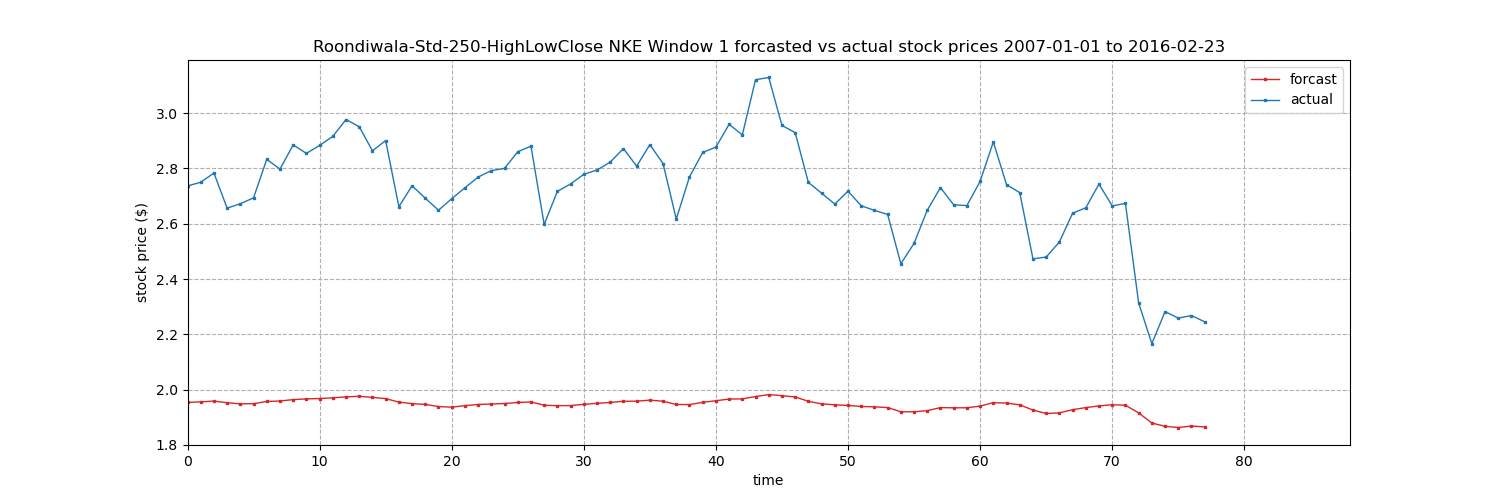 Roondiwala-Std-250-HighLowClose NKE Window 1 forcasted vs actual stock prices 2007-01-01 to 2016-02-23
forcast
actual
stock price ($)
3.0
2.8
2.6
2.4
2.2
2.0
1.8
0 10 20 30 40 50 60 70 80
time